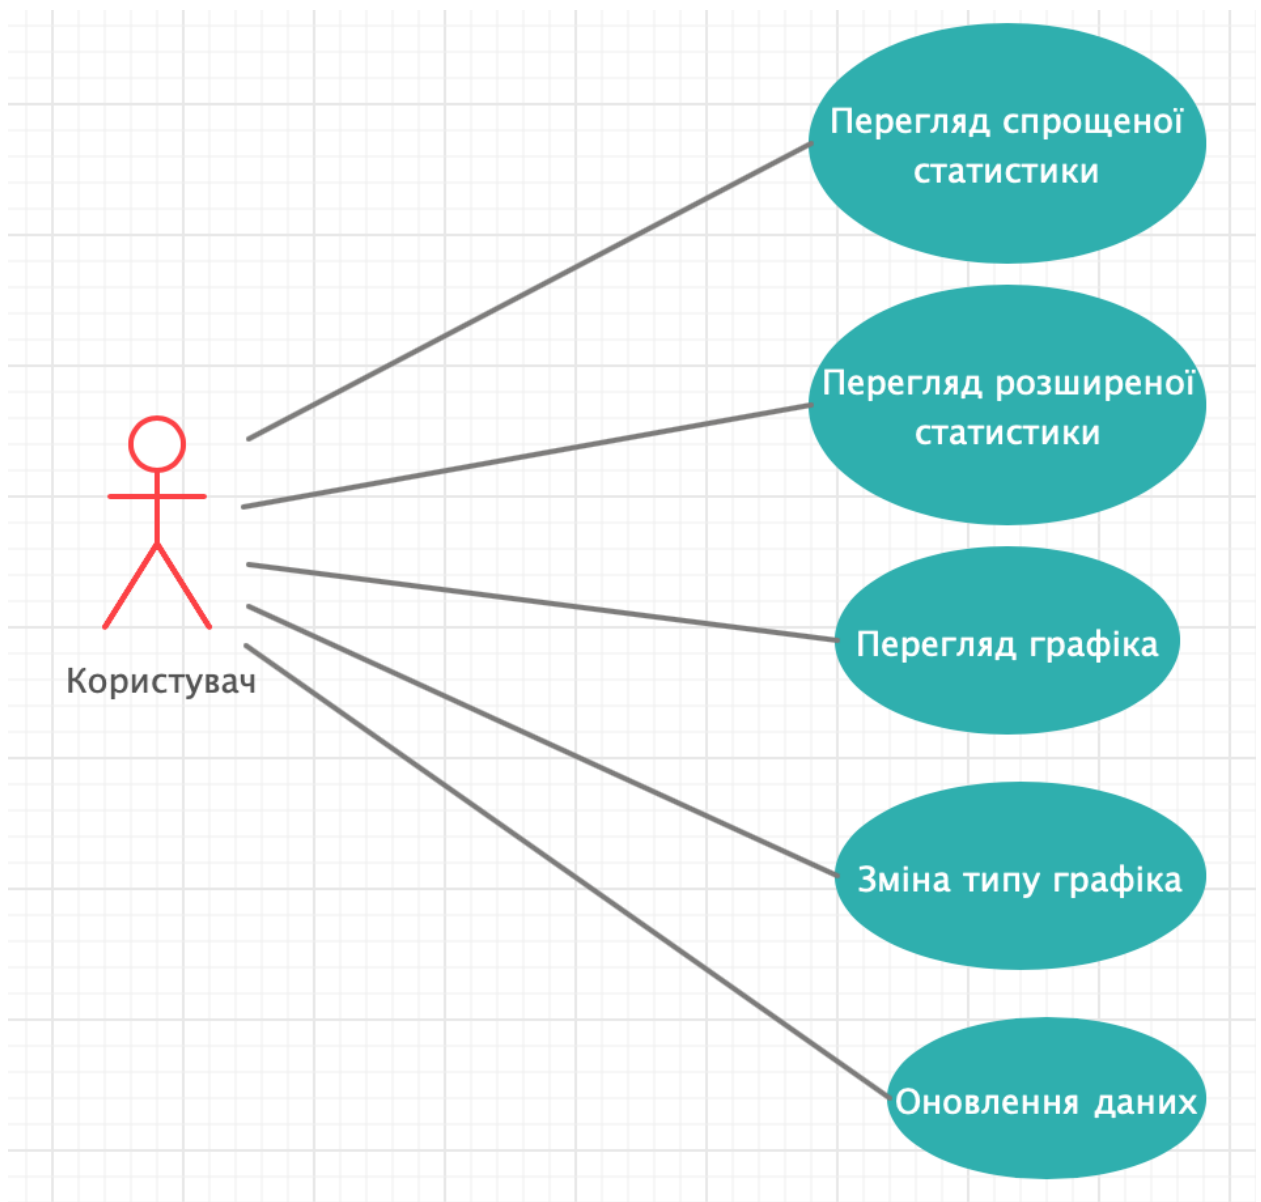 Перегляд спрощеної
статистики
Перегляд розширеної
статистики
Користувач
Перегляд графіка
Зміна типу графіка
Оновлення даних